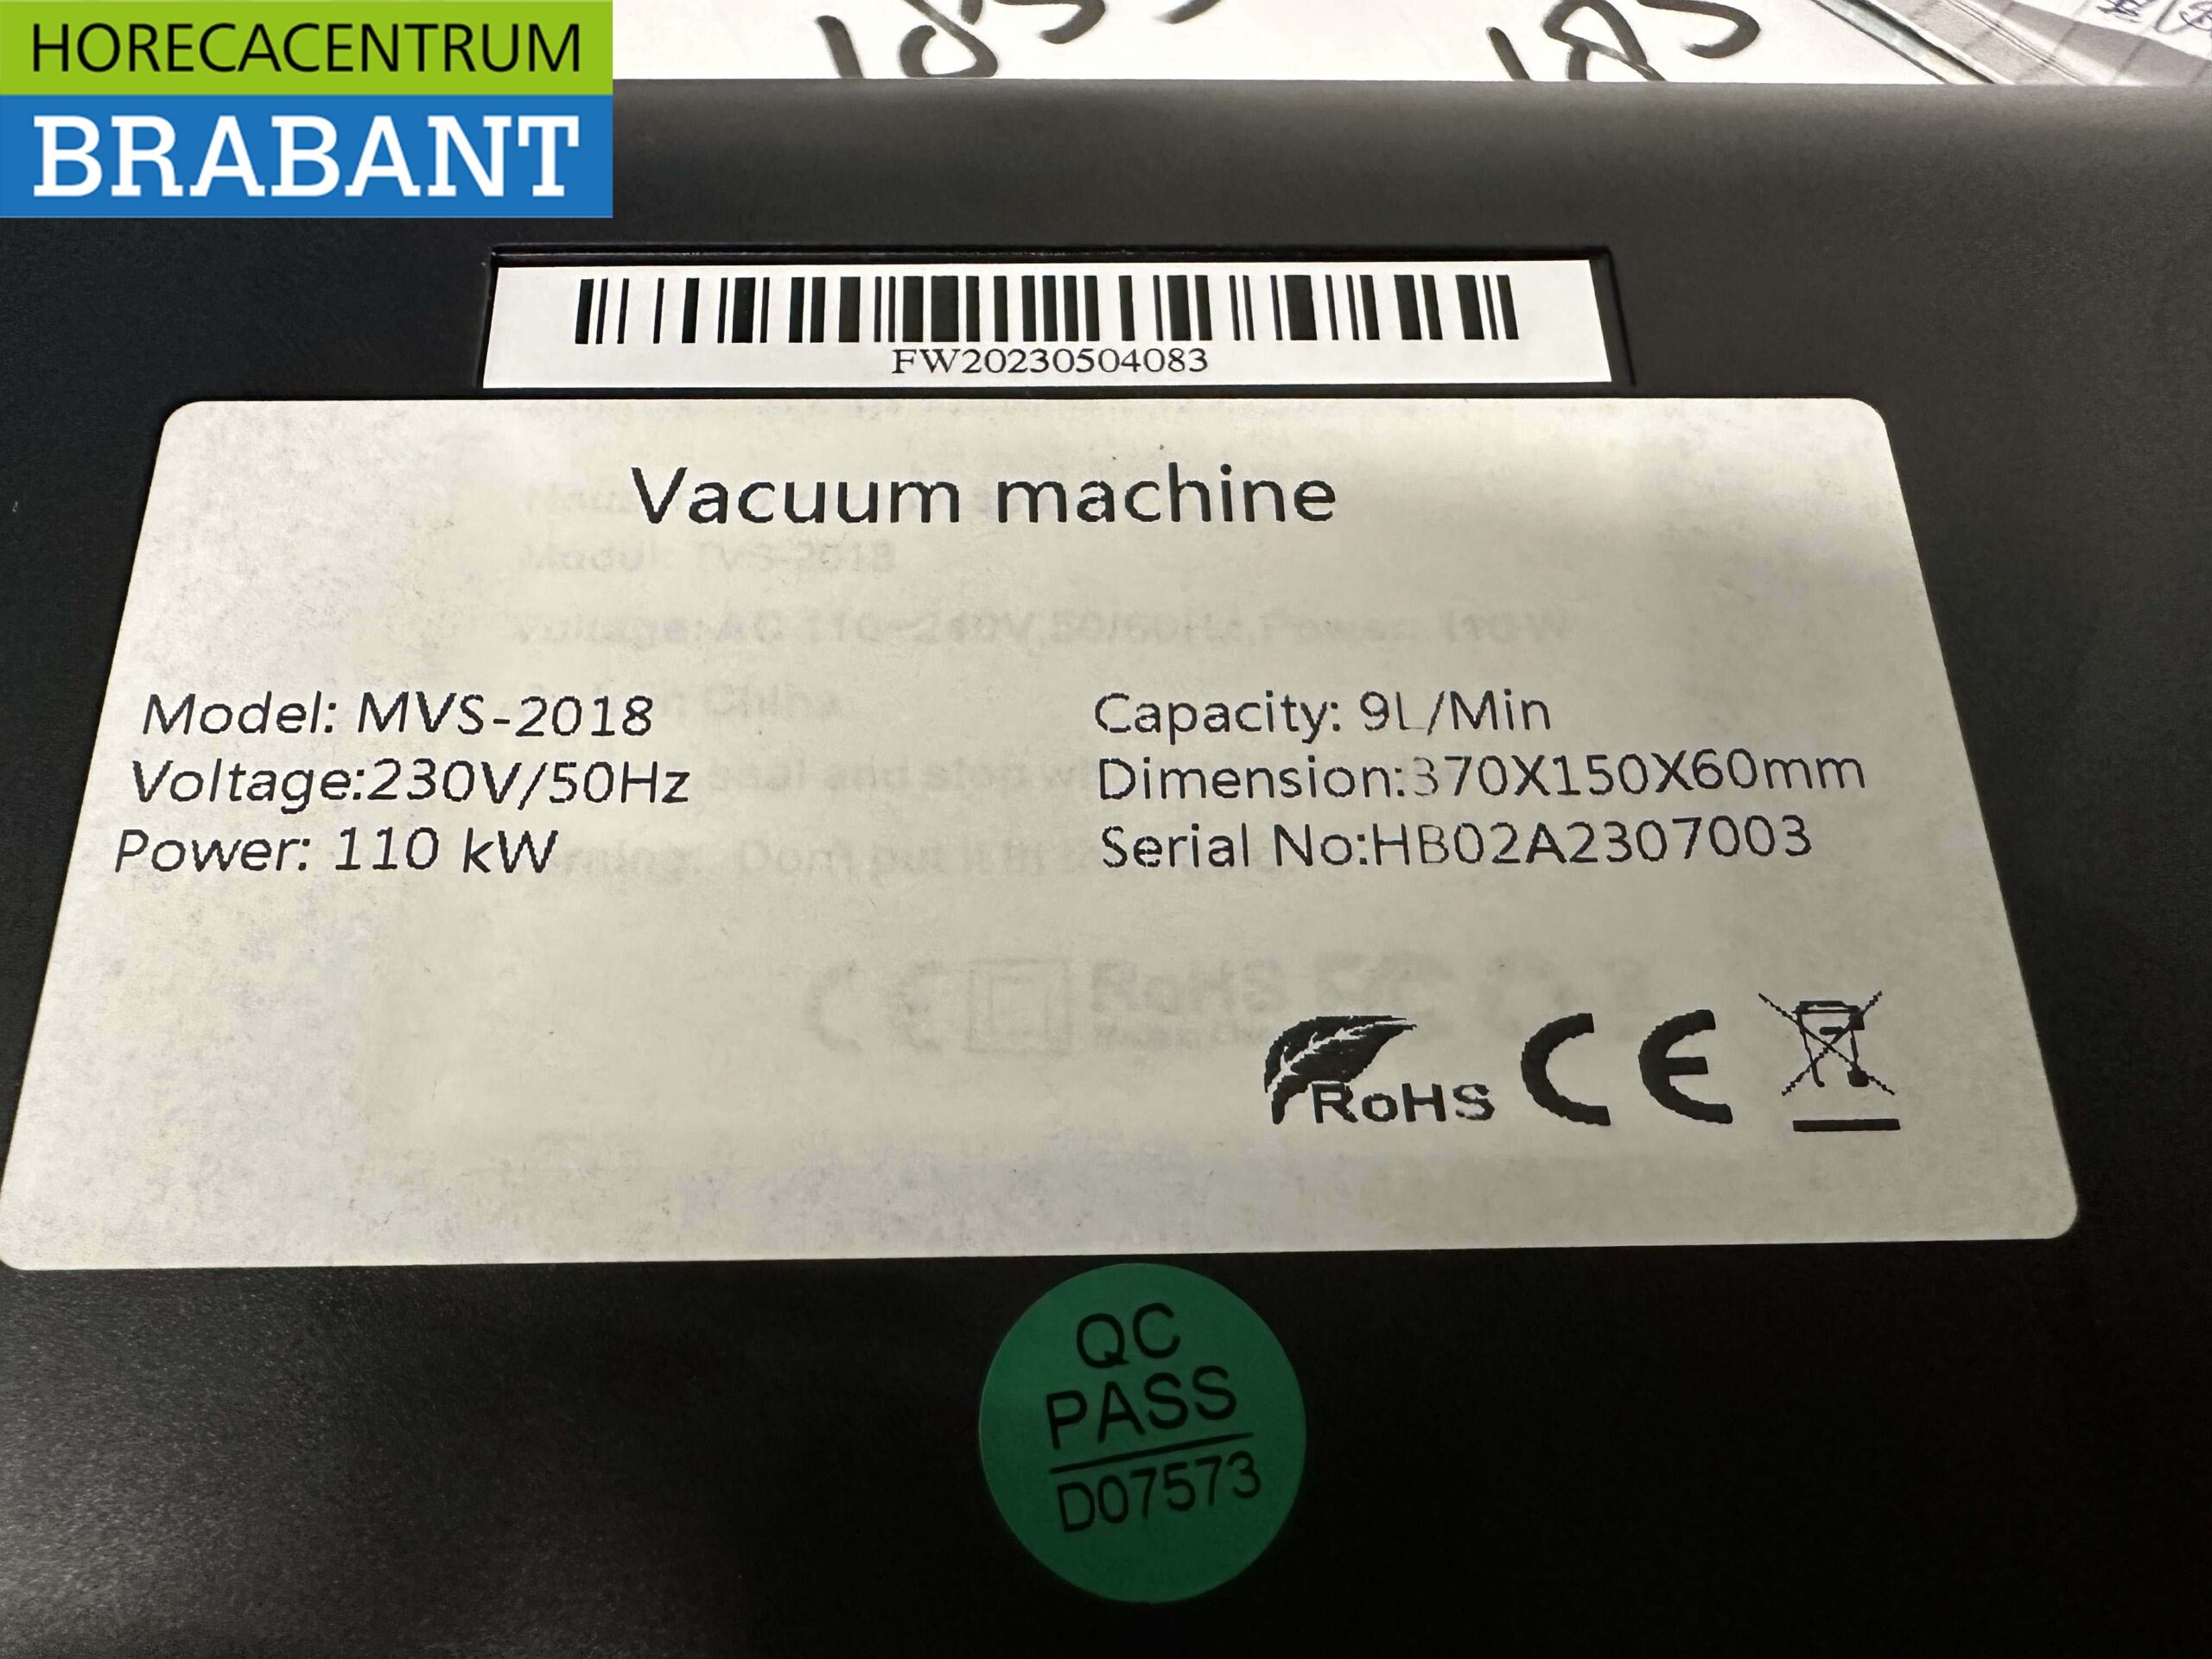 HORECACENTRUM
BRABANT
FW20230504083
Vacuum machine
Model: MVS-2018
Voltage:230V/50Hz
Power: 110 kW
Capacity: 9L/Min
Dimension:370X150X60mm
Serial No:HB02A2307003
RoHS CE
QC
PASS
D07573